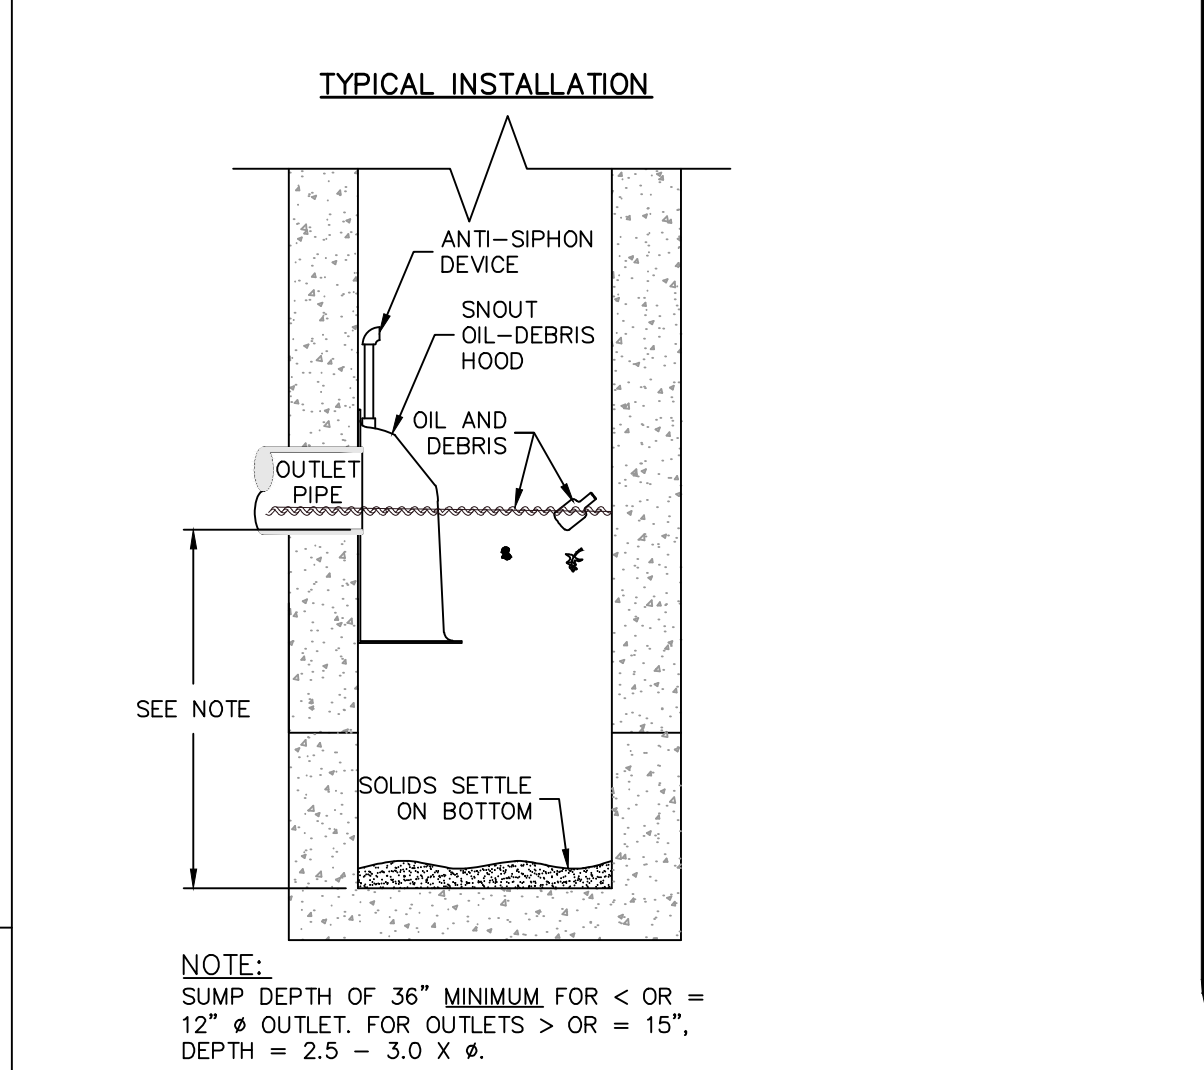 TYPICAL INSTALLATION
ANTI-SIPHON
DEVICE
SNOUT
OIL-DEBRIS
HOOD
OIL AND
DEBRIS
OUTLET
PIPE
SEE NOTE
SOLIDS SETTLE
ON BOTTOM
NOTE:
SUMP DEPTH OF 36” MINIMUM FOR < OR =
12” ø OUTLET. FOR OUTLETS > OR = 15”,
DEPTH = 2.5 – 3.0 X ø.